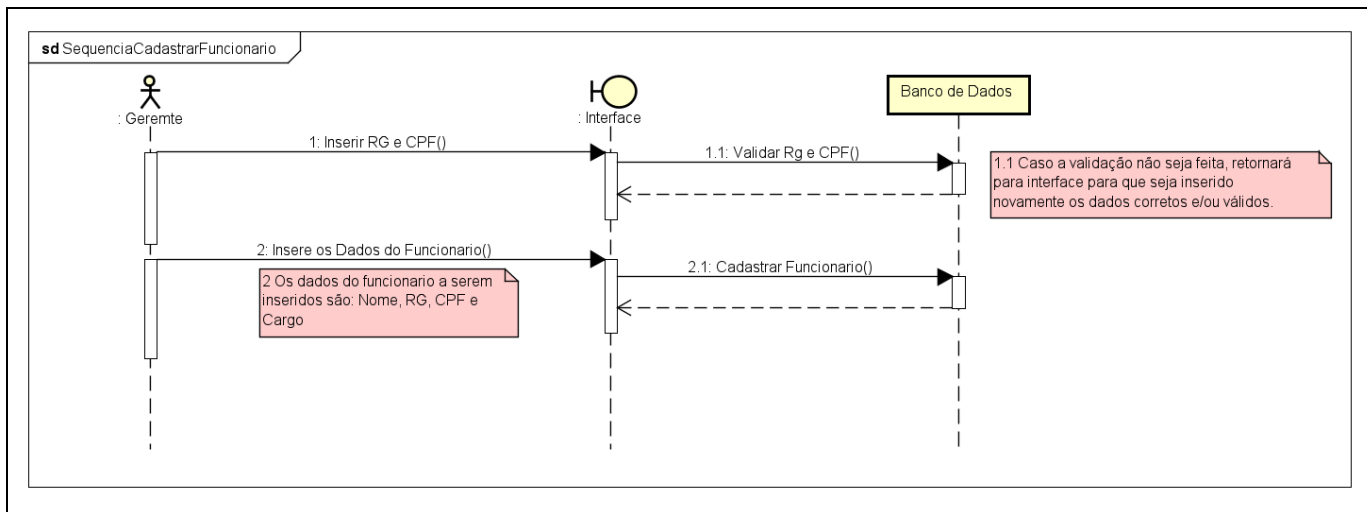 sd SequenciaCadastrarFuncionario
: Geremte
: Interface
Banco de Dados
1: Inserir RG e CPF()
1.1: Validar Rg e CPF()
1.1 Caso a validação não seja feita, retornará
para interface para que seja inserido
novamente os dados corretos e/ou válidos.
2: Insere os Dados do Funcionario()
2.1: Cadastrar Funcionario()
2 Os dados do funcionario a serem
inseridos são: Nome, RG, CPF e
Cargo